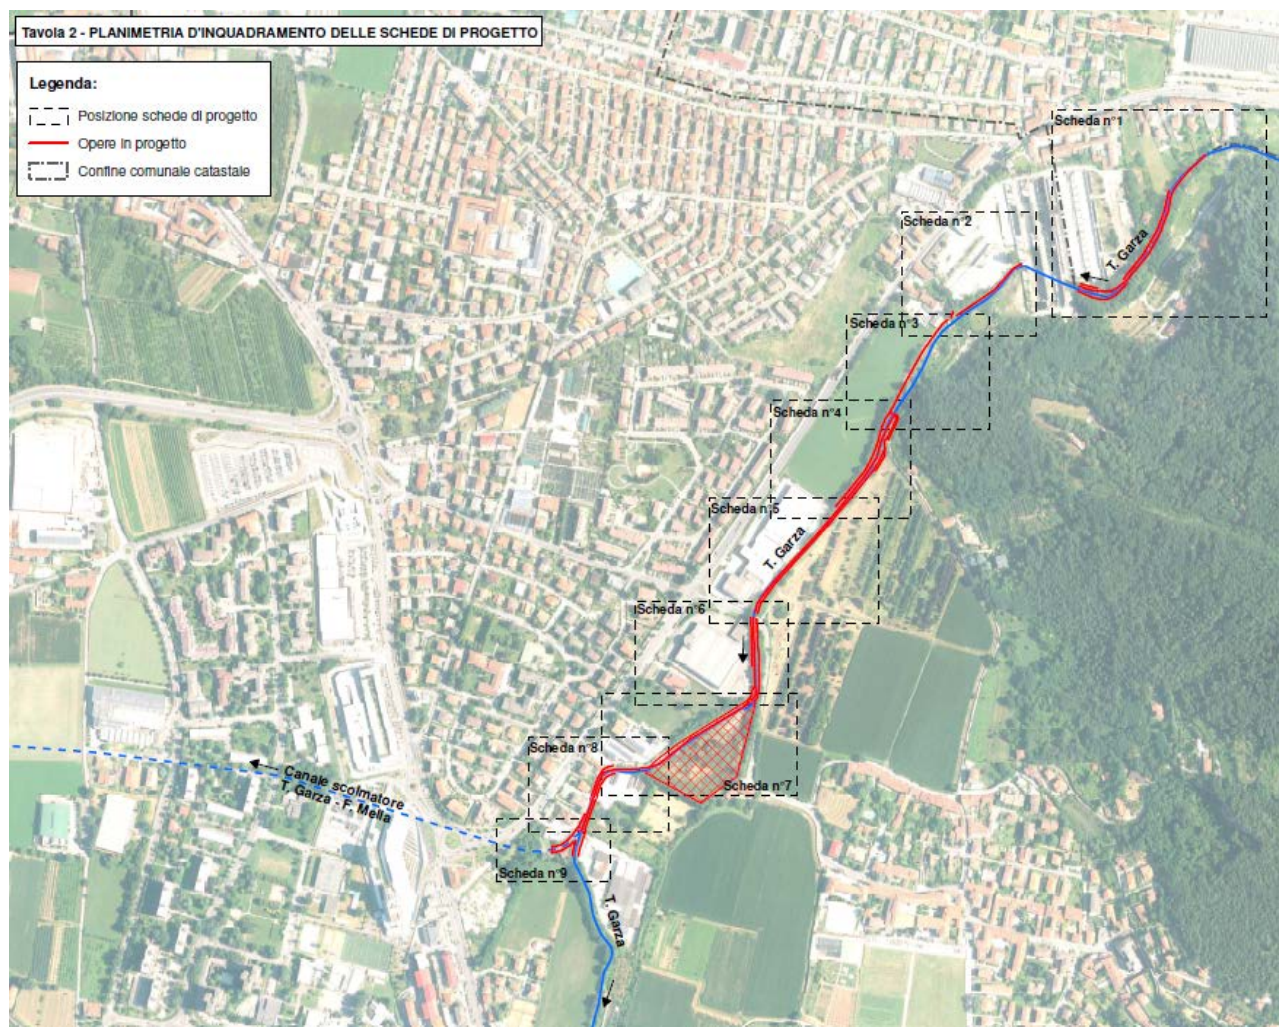 Tavola 2 - PLANIMETRIA D'INQUADRAMENTO DELLE SCHEDE DI PROGETTO
Legenda:
Posizione schede di progetto
Opere in progetto
Confine comunale catastale
Scheda n°1
T. Garza
Scheda n°2
Scheda n°3
Scheda n°4
Scheda n°5
T. Garza
Scheda n°6
Scheda n°7
Scheda n°8
Canale scolmatore
T. Garza - F. Mella
Scheda n°9
T. Garza